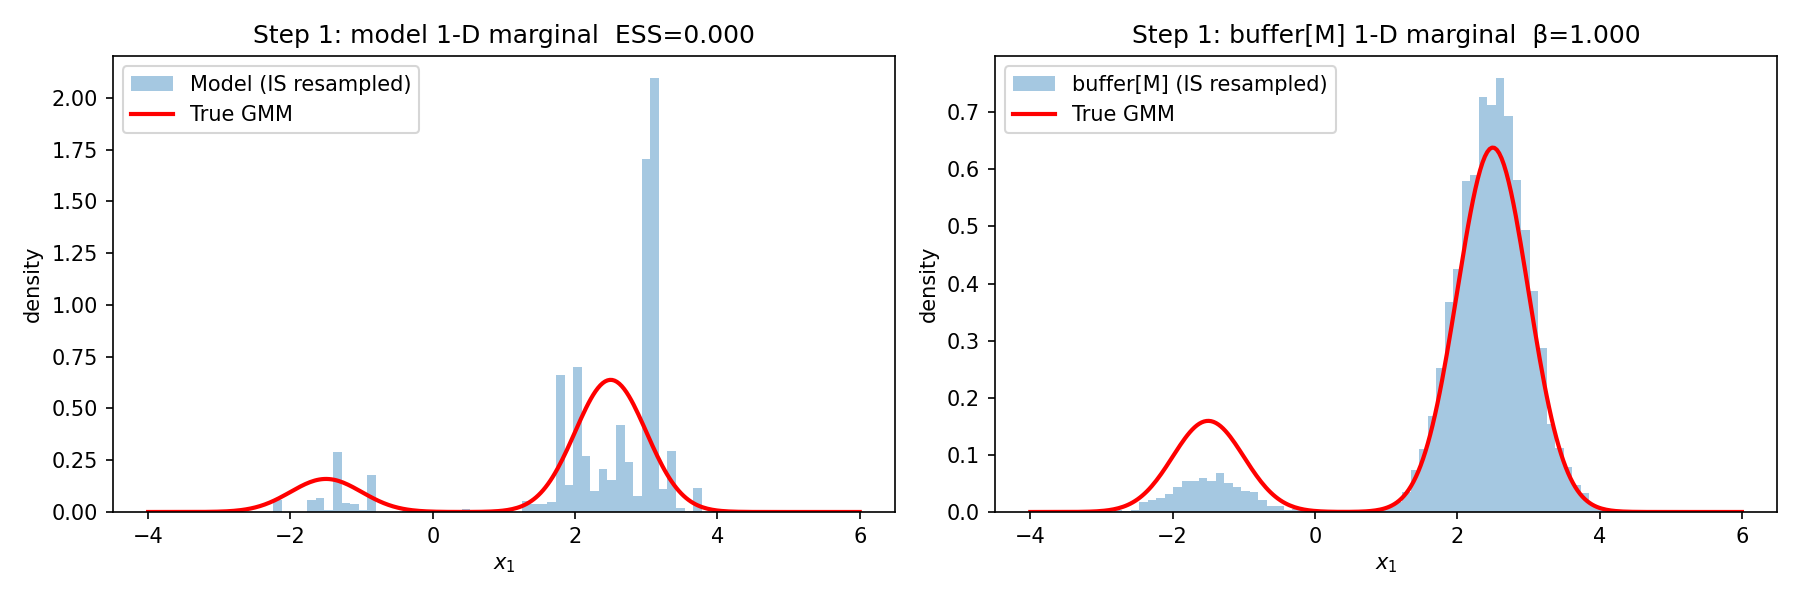 Step 1: model 1-D marginal  ESS=0.000
Model (IS resampled)
True GMM
density
2.00
1.75
1.50
1.25
1.00
0.75
0.50
0.25
0.00
−4
−2
0
2
4
6
x₁
Step 1: buffer[M] 1-D marginal  β=1.000
buffer[M] (IS resampled)
True GMM
density
0.7
0.6
0.5
0.4
0.3
0.2
0.1
0.0
−4
−2
0
2
4
6
x₁